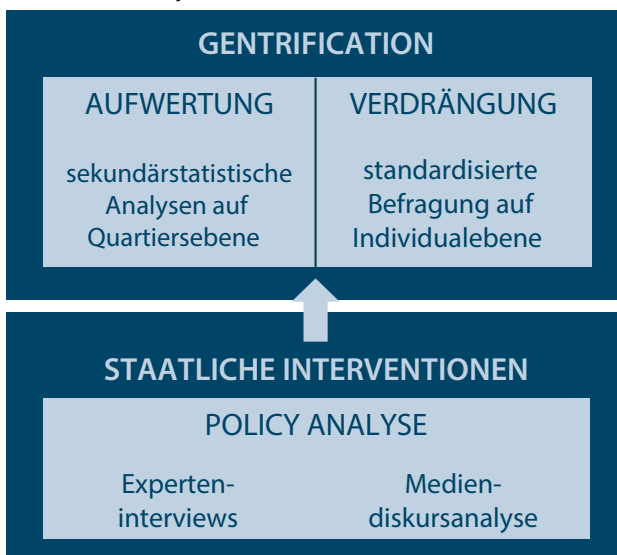 GENTRIFICATION
AUFWERTUNG
sekundärstatistische
Analysen auf
Quartiersebene
VERDRÄNGUNG
standardisierte
Befragung auf
Individualebene
STAATLICHE INTERVENTIONEN
POLICY ANALYSE
Experten-
interviews
Medien-
diskursanalyse